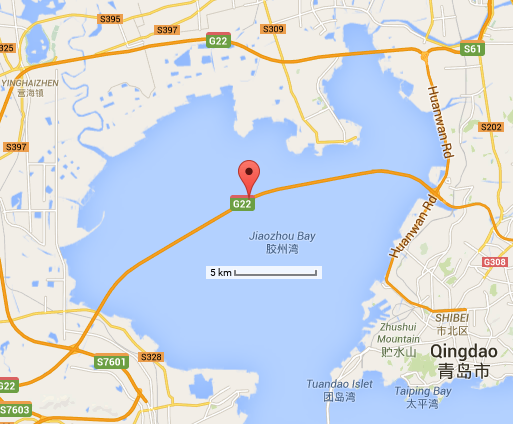 S395
S397
G22
S309
S61
325
YINGHAIZEN
营海镇
Huanwan Rd
S202
S397
G22
Jiaozhou Bay
胶州湾
Huanwan Rd
G308
5 km
SHIBEI
市北区
Zhushui
Mountain
贮水山
Qingdao
青岛市
S7601
S328
G22
Tuandao Islet
团岛湾
Taiping Bay
太平湾
S7603